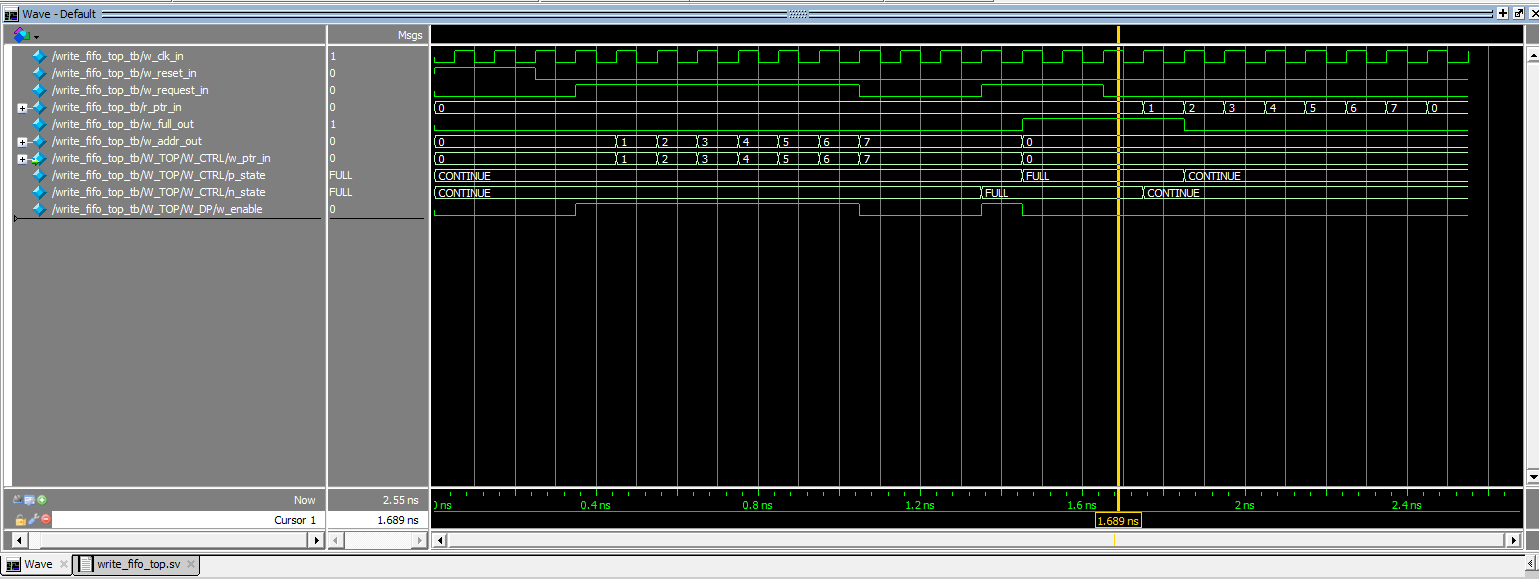 Wave - Default
Msgs
/write_fifo_top_tb/w_clk_in 1
/write_fifo_top_tb/w_reset_in 0
/write_fifo_top_tb/w_request_in 0
/write_fifo_top_tb/r_ptr_in 0 0 1 2 3 4 5 6 7 0
/write_fifo_top_tb/w_full_out 1
/write_fifo_top_tb/w_addr_out 0 0 1 2 3 4 5 6 7 0
/write_fifo_top_tb/W_TOP/W_CTRL/w_ptr_in 0 0 1 2 3 4 5 6 7 0
/write_fifo_top_tb/W_TOP/W_CTRL/p_state FULL CONTINUE FULL CONTINUE
/write_fifo_top_tb/W_TOP/W_CTRL/n_state FULL CONTINUE FULL CONTINUE
/write_fifo_top_tb/W_TOP/W_DP/w_enable 0
Now 2.55 ns ns 0.4 ns 0.8 ns 1.2 ns 1.6 ns 2 ns 2.4 ns
Cursor 1 1.689 ns 1.689 ns
Wave write_fifo_top.sv